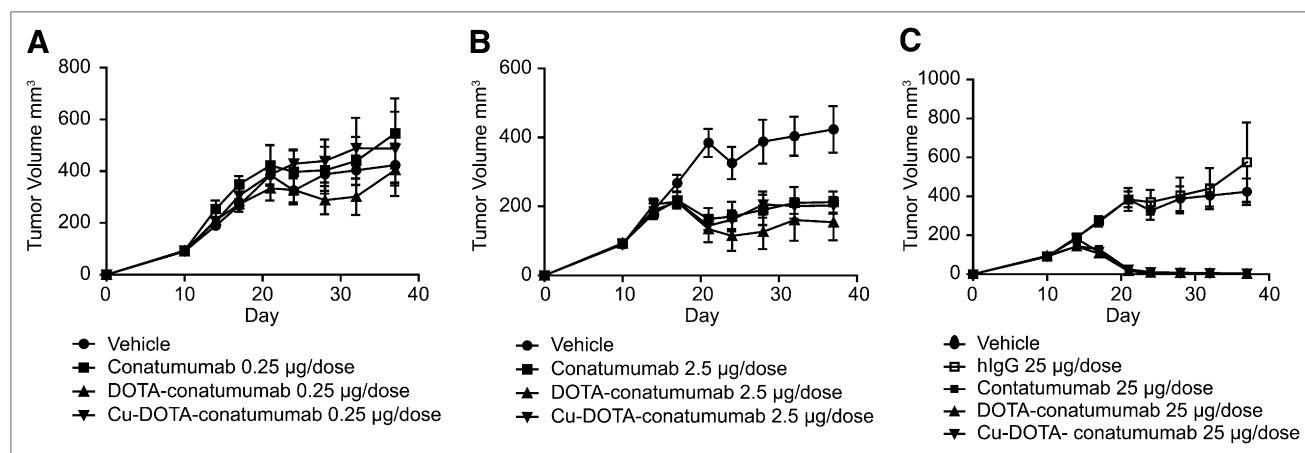 A
800
600
400
200
0
Tumor Volume mm³
0 10 20 30 40
Day
Vehicle
Conatumumab 0.25 µg/dose
DOTA-conatumumab 0.25 µg/dose
Cu-DOTA-conatumumab 0.25 µg/dose
B
600
400
200
0
Tumor Volume mm³
0 10 20 30 40
Day
Vehicle
Conatumumab 2.5 µg/dose
DOTA-conatumumab 2.5 µg/dose
Cu-DOTA-conatumumab 2.5 µg/dose
C
1000
800
600
400
200
0
Tumor Volume mm³
0 10 20 30 40
Day
Vehicle
hIgG 25 µg/dose
Contatumumab 25 µg/dose
DOTA-conatumumab 25 µg/dose
Cu-DOTA- conatumumab 25 µg/dose